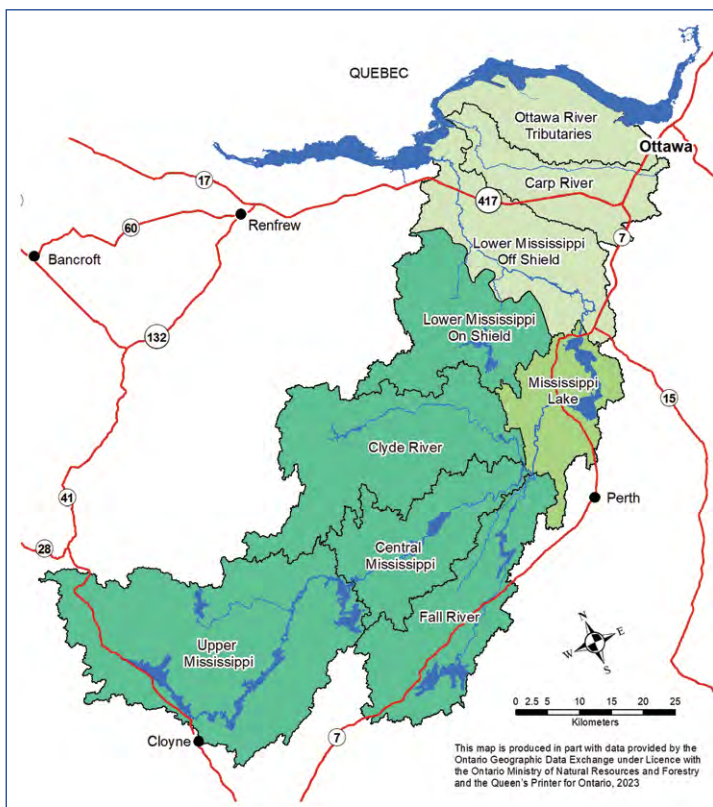 QUEBEC
Ottawa River
Tributaries
Ottawa
Carp River
17
417
60
Renfrew
7
Bancroft
Lower Mississippi
Off Shield
132
Lower Mississippi
On Shield
Mississippi
Lake
15
Clyde River
41
Perth
28
Central
Mississippi
Fall River
Upper
Mississippi
N
E
W
S
0 2.5 5 10 15 20 25
Kilometers
Cloyne
7
This map is produced in part with data provided by the
Ontario Geographic Data Exchange under Licence with
the Ontario Ministry of Natural Resources and Forestry
and the Queen's Printer for Ontario, 2023